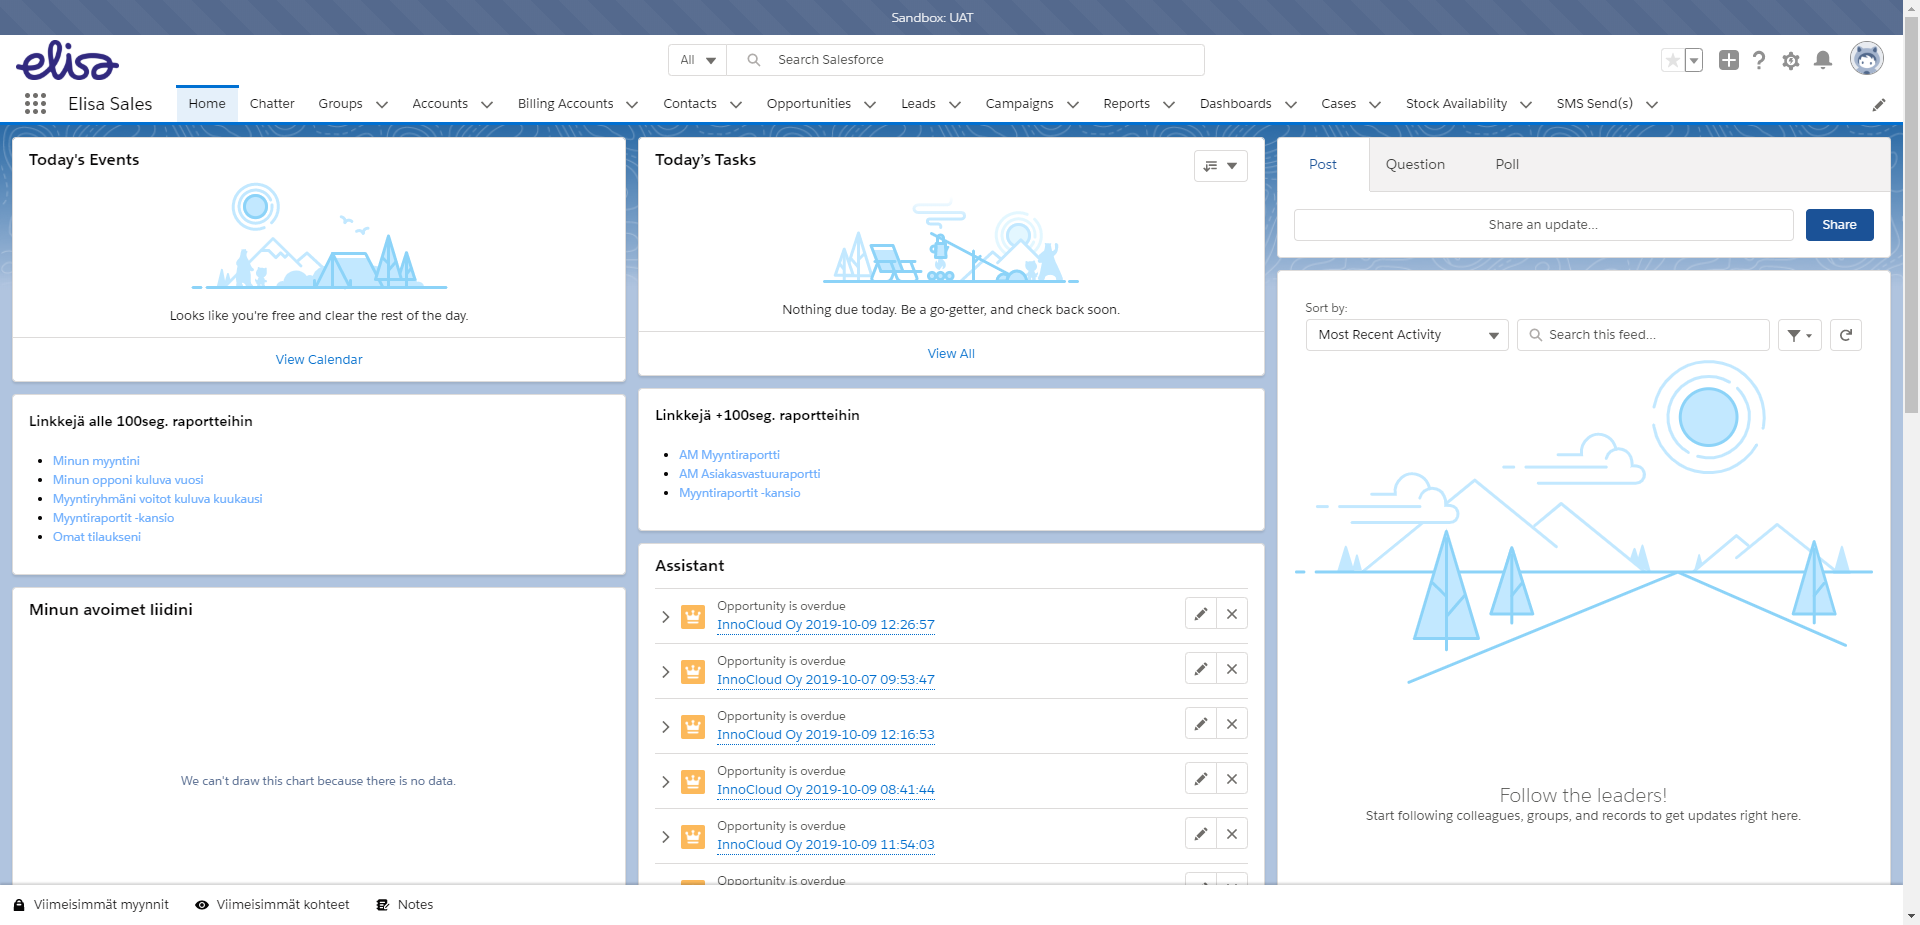 Sandbox: UAT
elisa
All
Search Salesforce
Elisa Sales
Home
Chatter
Groups
Accounts
Billing Accounts
Contacts
Opportunities
Leads
Campaigns
Reports
Dashboards
Cases
Stock Availability
SMS Send(s)
Today's Events
Looks like you're free and clear the rest of the day.
View Calendar
Linkkejä alle 100seg. raportteihin
Minun myyntini
Minun opponi kuluva vuosi
Myyntiryhmäni voitot kuluva kuukausi
Myyntiraportit -kansio
Omat tilaukseni
Minun avoimet liidini
We can't draw this chart because there is no data.
Today’s Tasks
Nothing due today. Be a go-getter, and check back soon.
View All
Linkkejä +100seg. raportteihin
AM Myyntiraportti
AM Asiakasvastuuraportti
Myyntiraportit -kansio
Assistant
Opportunity is overdue
InnoCloud Oy 2019-10-09 12:26:57
Opportunity is overdue
InnoCloud Oy 2019-10-07 09:53:47
Opportunity is overdue
InnoCloud Oy 2019-10-09 12:16:53
Opportunity is overdue
InnoCloud Oy 2019-10-09 08:41:44
Opportunity is overdue
InnoCloud Oy 2019-10-09 11:54:03
Opportunity is overdue
Post
Question
Poll
Share an update...
Share
Sort by:
Most Recent Activity
Search this feed...
Follow the leaders!
Start following colleagues, groups, and records to get updates right here.
Viimeisimmät myynnit
Viimeisimmät kohteet
Notes